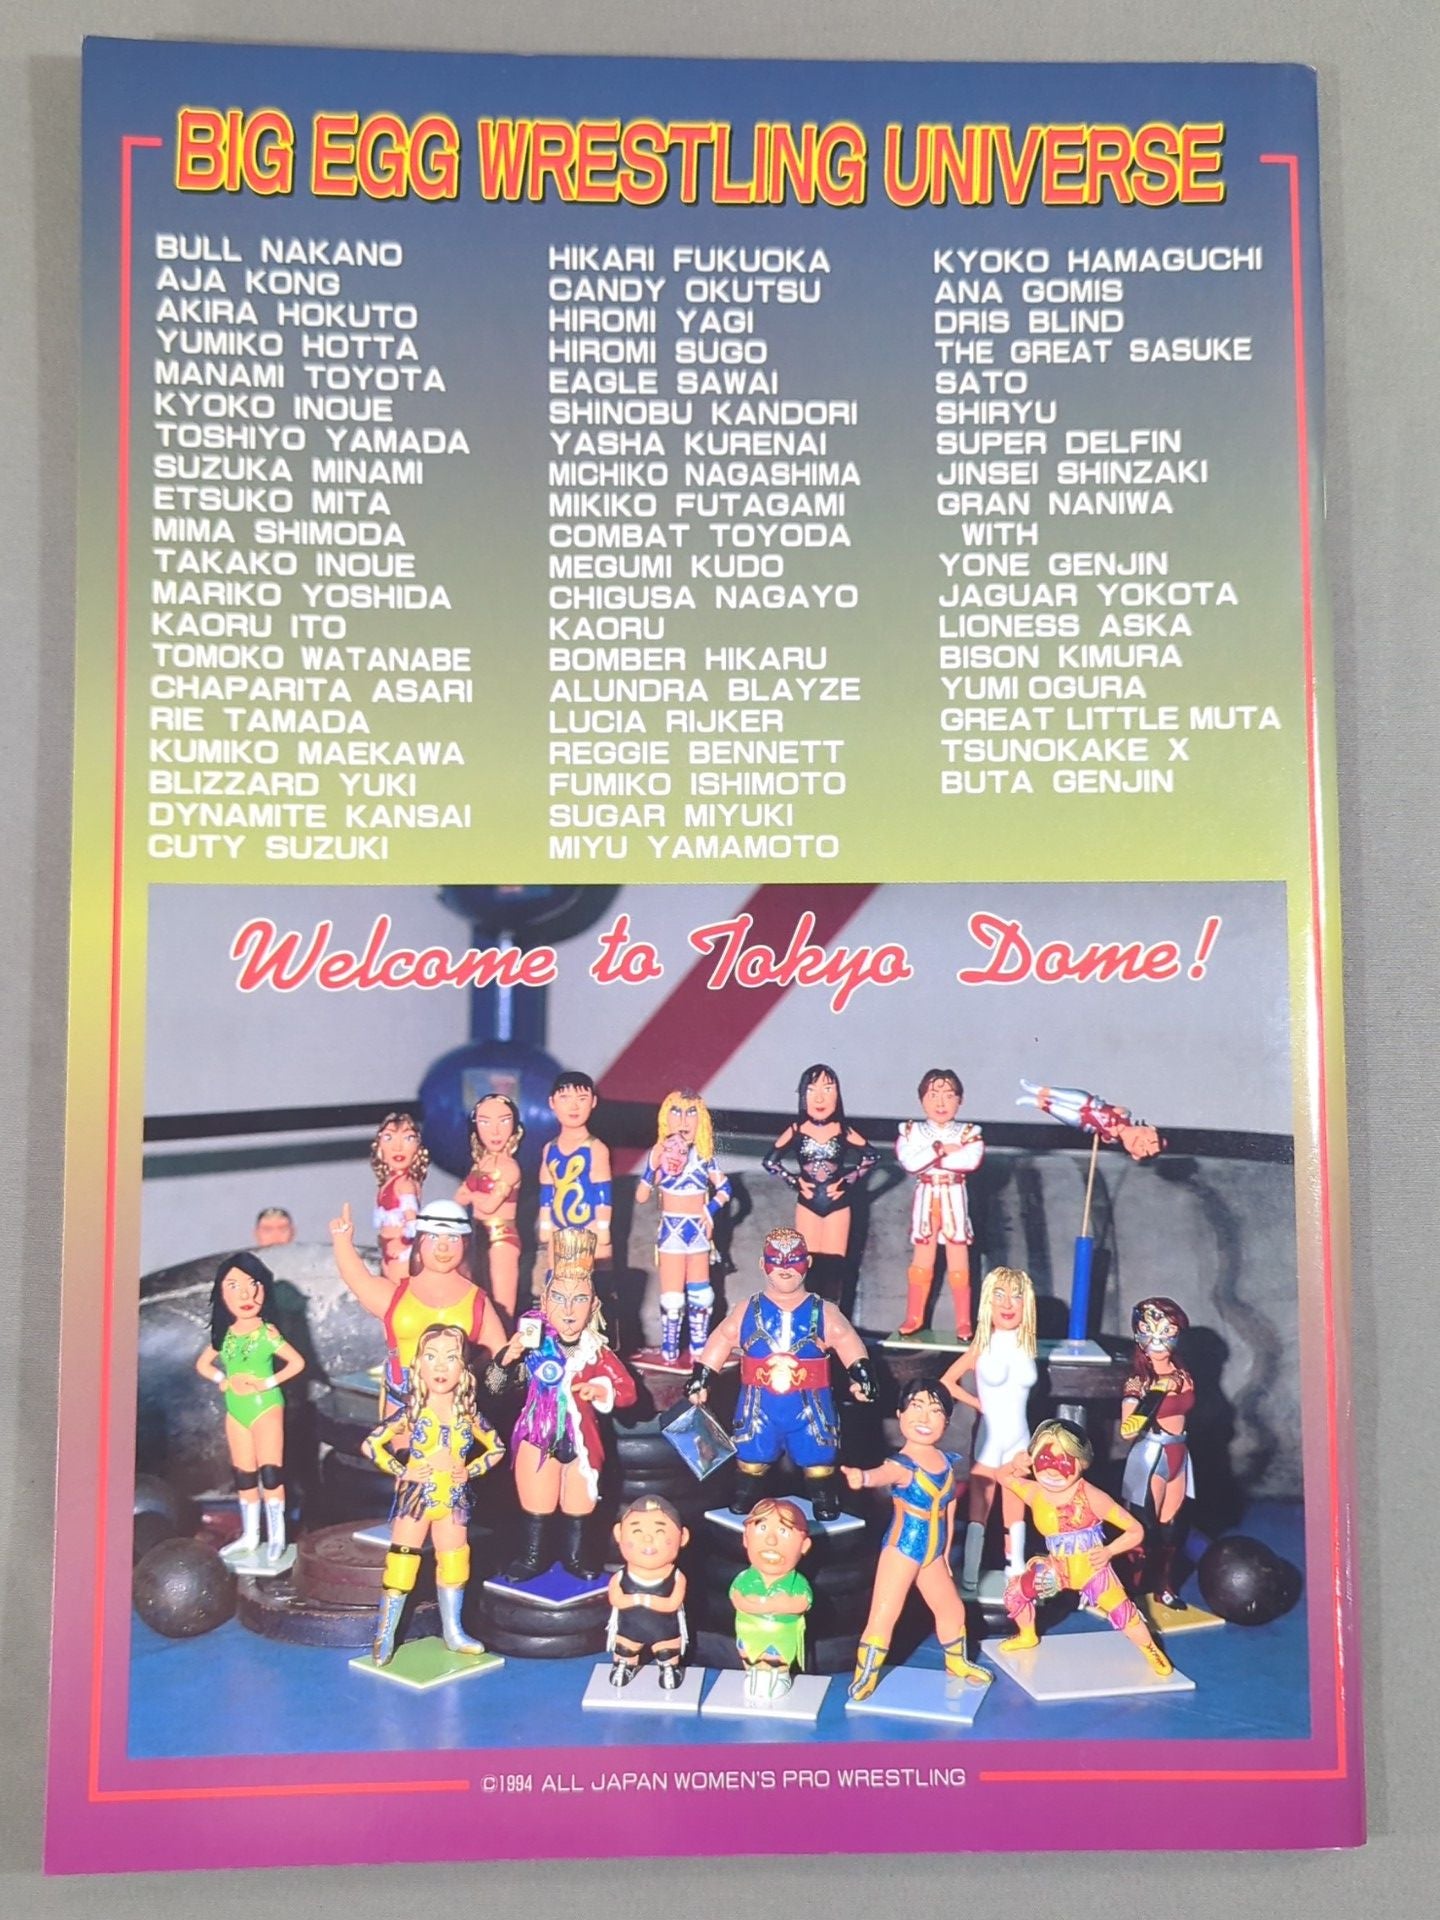 BIG EGG WRESTLING UNIVERSE
BULL NAKANO
AJA KONG
AKIRA HOKUTO
YUMIKO HOTTA
MANAMI TOYOTA
KYOKO INOUE
TOSHIYO YAMADA
SUZUKA MINAMI
ETSUKO MITA
MIMA SHIMODA
TAKAKO INOUE
MARIKO YOSHIDA
KAORU ITO
TOMOKO WATANABE
CHAPARITA ASARI
RIE TAMADA
KUMIKO MAEKAWA
BLIZZARD YUKI
DYNAMITE KANSAI
CUTY SUZUKI
HIKARI FUKUOKA
CANDY OKUTSU
HIROMI YAGI
HIROMI SUGO
EAGLE SAWAI
SHINOBU KANDORI
YASHA KURENAI
MICHIKO NAGASHIMA
MIKIKO FUTAGAMI
COMBAT TOYODA
MEGUMI KUDO
CHIGUSA NAGAYO
KAORU
BOMBER HIKARU
ALUNDRA BLAYZE
LUCIA RIJKER
REGGIE BENNETT
FUMIKO ISHIMOTO
SUGAR MIYUKI
MIYU YAMAMOTO
KYOKO HAMAGUCHI
ANA GOMIS
DRIS BLIND
THE GREAT SASUKE
SATO
SHIRYU
SUPER DELFIN
JINSEI SHINZAKI
GRAN NANIWA
WITH
YONE GENJIN
JAGUAR YOKOTA
LIONESS ASKA
BISON KIMURA
YUMI OGURA
GREAT LITTLE MUTA
TSUNOKAKE X
BUTA GENJIN
Welcome to Tokyo Dome!
©1994 ALL JAPAN WOMEN'S PRO WRESTLING